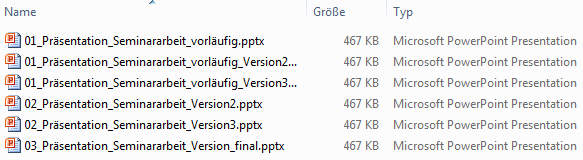 Name Größe Typ
01_Präsentation_Seminararbeit_vorläufig.pptx 467 KB Microsoft PowerPoint Presentation
01_Präsentation_Seminararbeit_vorläufig_Version2... 467 KB Microsoft PowerPoint Presentation
01_Präsentation_Seminararbeit_vorläufig_Version3... 467 KB Microsoft PowerPoint Presentation
02_Präsentation_Seminararbeit_Version2.pptx 467 KB Microsoft PowerPoint Presentation
02_Präsentation_Seminararbeit_Version3.pptx 467 KB Microsoft PowerPoint Presentation
03_Präsentation_Seminararbeit_Version_final.pptx 467 KB Microsoft PowerPoint Presentation